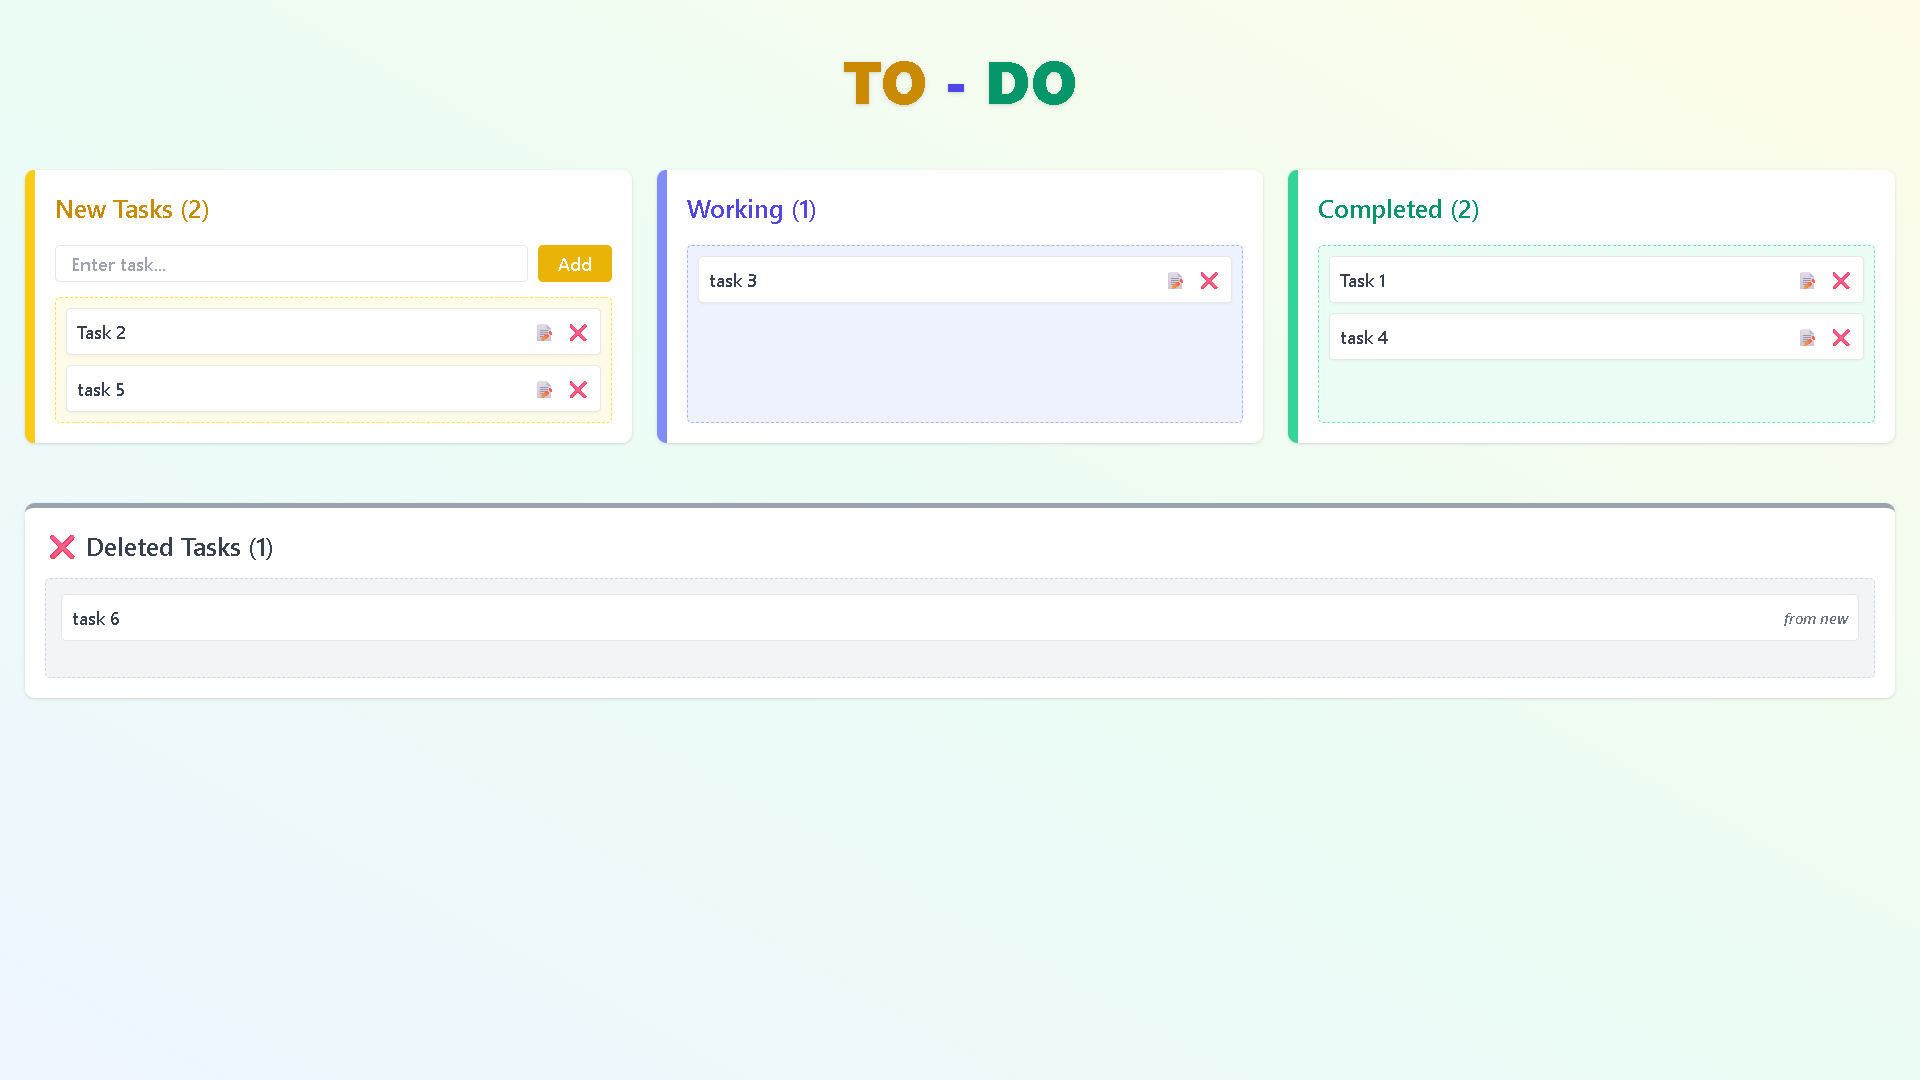 TO - DO
New Tasks (2)
Enter task...
Add
Task 2
task 5
Working (1)
task 3
Completed (2)
Task 1
task 4
Deleted Tasks (1)
task 6
from new